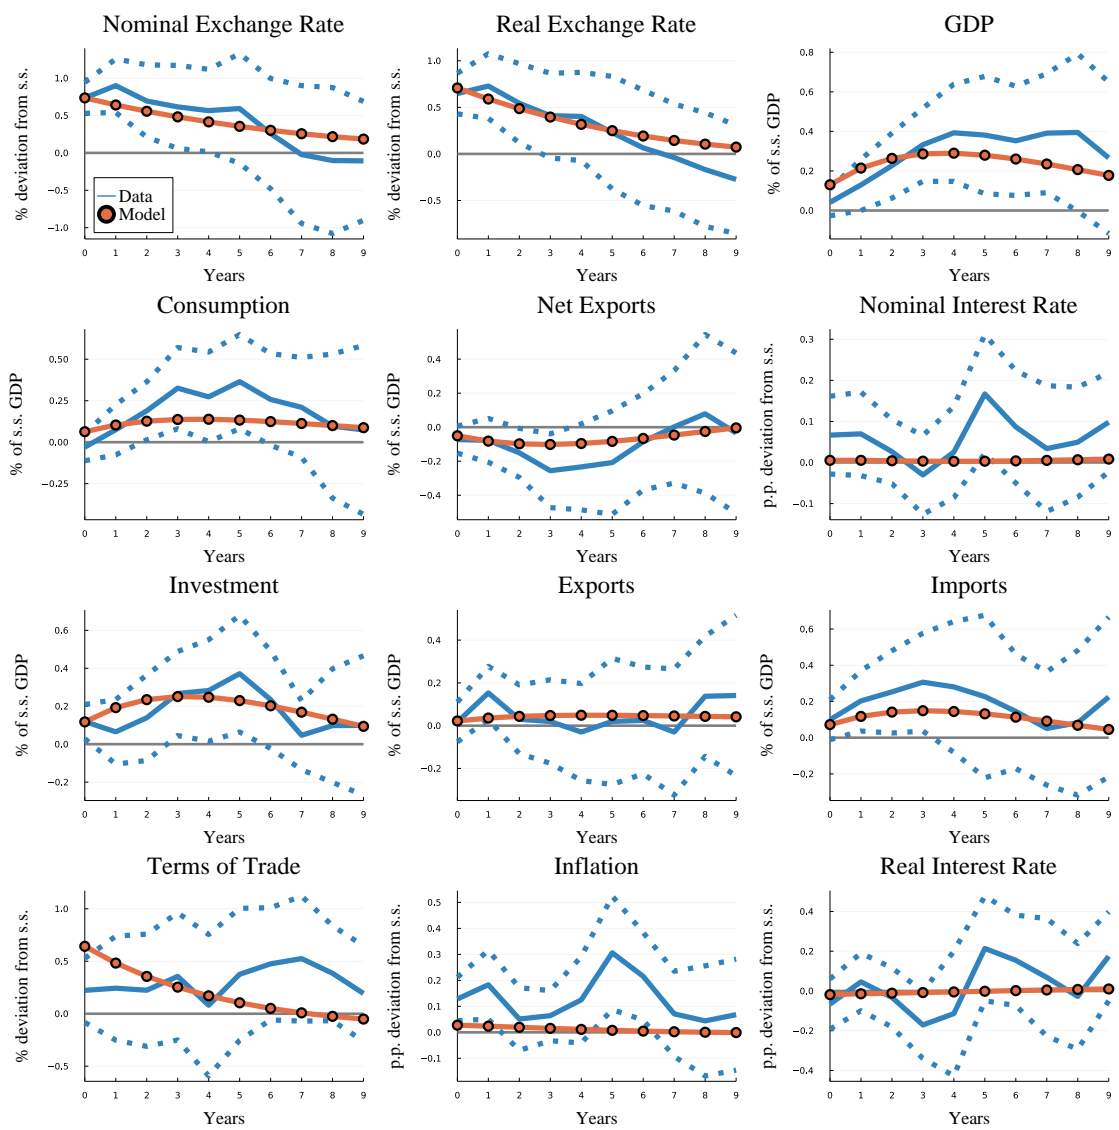 Nominal Exchange Rate
% deviation from s.s.
1.0
0.5
0.0
−0.5
−1.0
Data
Model
0 1 2 3 4 5 6 7 8 9
Years
Real Exchange Rate
% deviation from s.s.
1.0
0.5
0.0
−0.5
0 1 2 3 4 5 6 7 8 9
Years
GDP
% of s.s. GDP
0.8
0.6
0.4
0.2
0.0
0 1 2 3 4 5 6 7 8 9
Years
Consumption
% of s.s. GDP
0.50
0.25
0.00
−0.25
0 1 2 3 4 5 6 7 8 9
Years
Net Exports
% of s.s. GDP
0.4
0.2
0.0
−0.2
−0.4
0 1 2 3 4 5 6 7 8 9
Years
Nominal Interest Rate
p.p. deviation from s.s.
0.3
0.2
0.1
0.0
−0.1
0 1 2 3 4 5 6 7 8 9
Years
Investment
% of s.s. GDP
0.6
0.4
0.2
0.0
−0.2
0 1 2 3 4 5 6 7 8 9
Years
Exports
% of s.s. GDP
0.4
0.2
0.0
−0.2
0 1 2 3 4 5 6 7 8 9
Years
Imports
% of s.s. GDP
0.6
0.4
0.2
0.0
−0.2
0 1 2 3 4 5 6 7 8 9
Years
Terms of Trade
% deviation from s.s.
1.0
0.5
0.0
−0.5
0 1 2 3 4 5 6 7 8 9
Years
Inflation
p.p. deviation from s.s.
0.5
0.4
0.3
0.2
0.1
0.0
−0.1
0 1 2 3 4 5 6 7 8 9
Years
Real Interest Rate
p.p. deviation from s.s.
0.4
0.2
0.0
−0.2
−0.4
0 1 2 3 4 5 6 7 8 9
Years